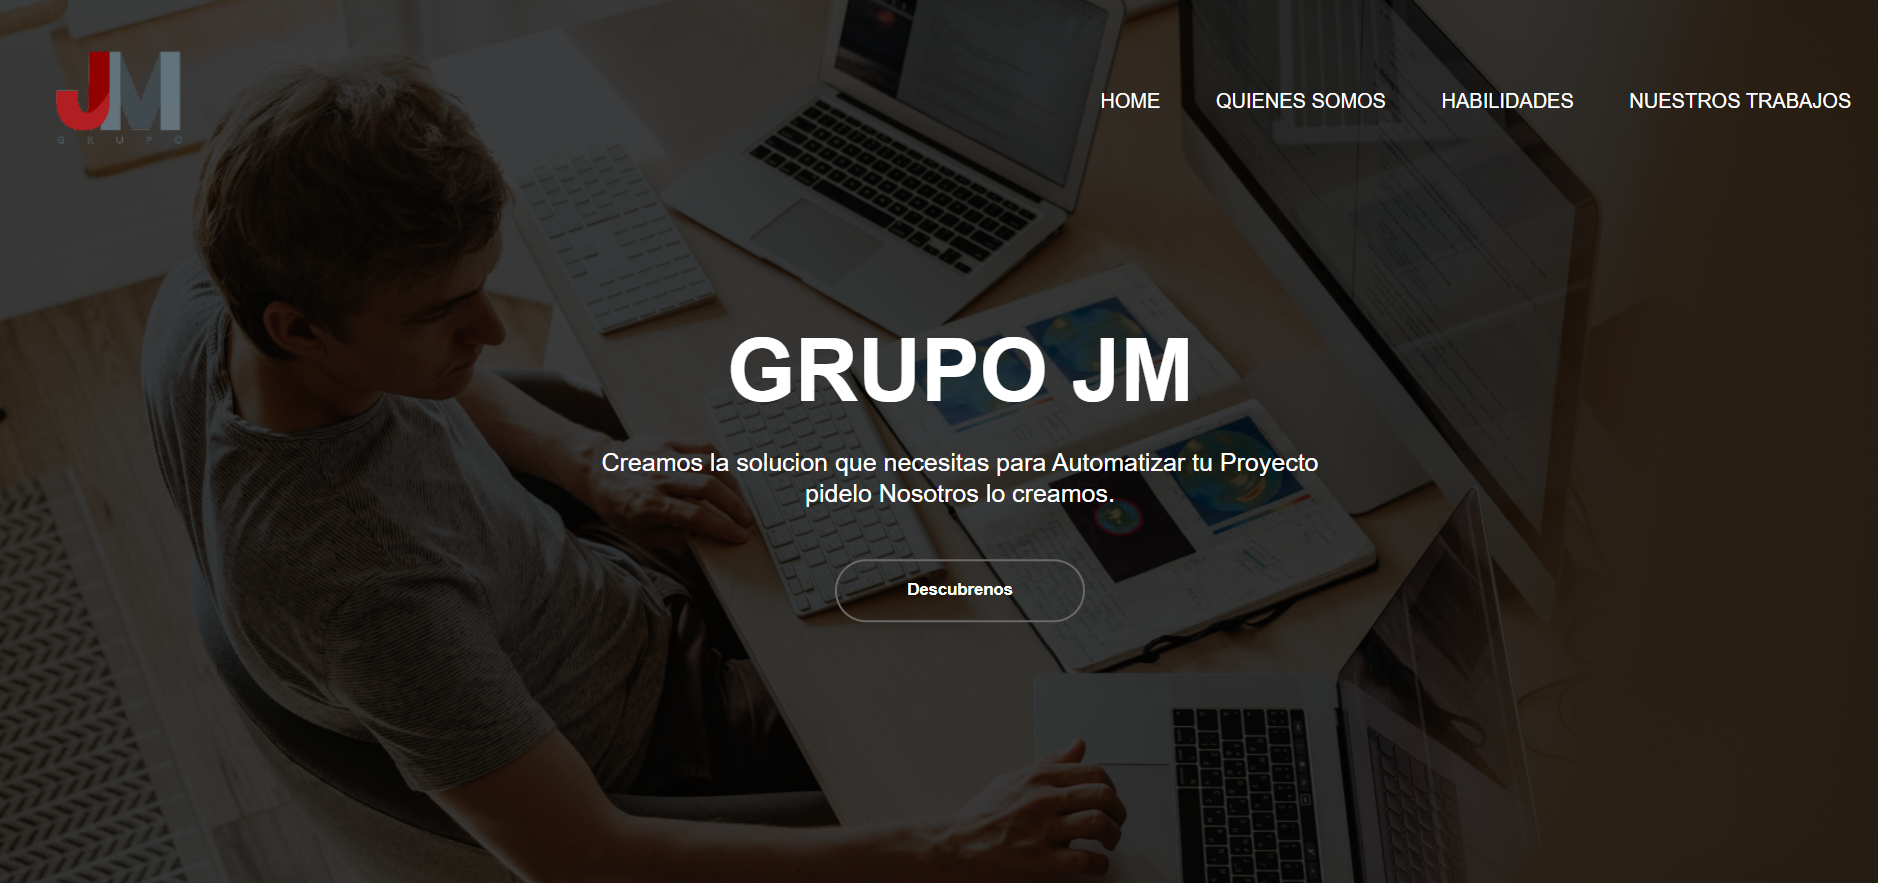 JM
GRUPO
HOME QUIENES SOMOS HABILIDADES NUESTROS TRABAJOS
GRUPO JM
Creamos la solucion que necesitas para Automatizar tu Proyecto
pidelo Nosotros lo creamos.
Descubrenos